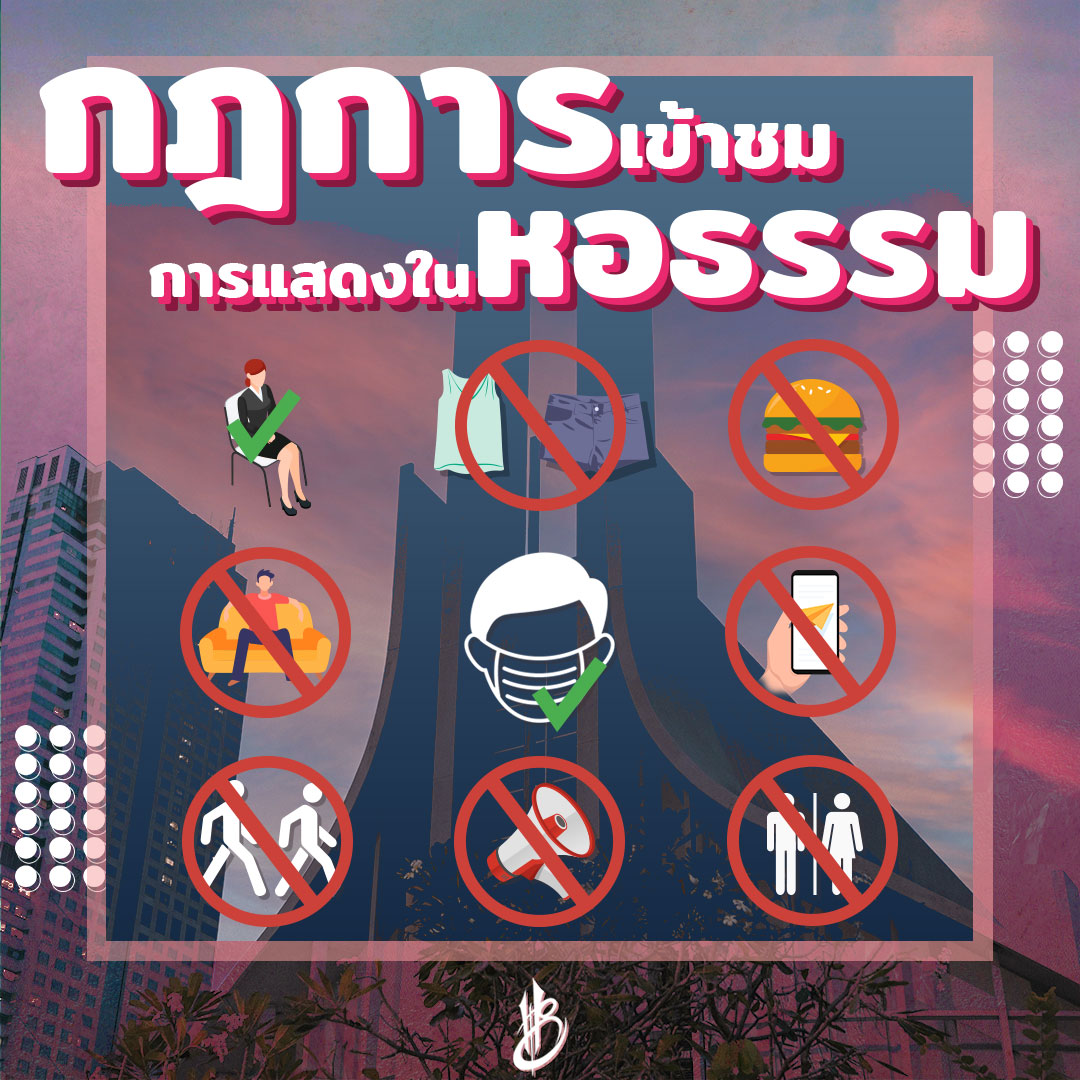 กฎการเข้าชม
การแสดงในหอธรรม